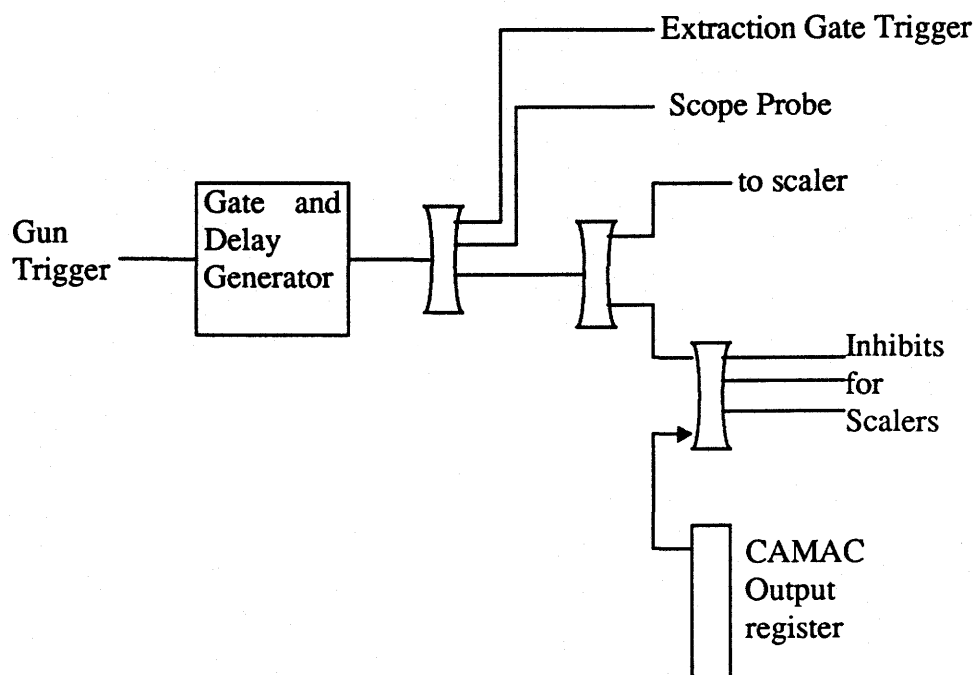 Extraction Gate Trigger
Scope Probe
to scaler
Gun
Trigger
Gate and
Delay
Generator
Inhibits
for
Scalers
CAMAC
Output
register